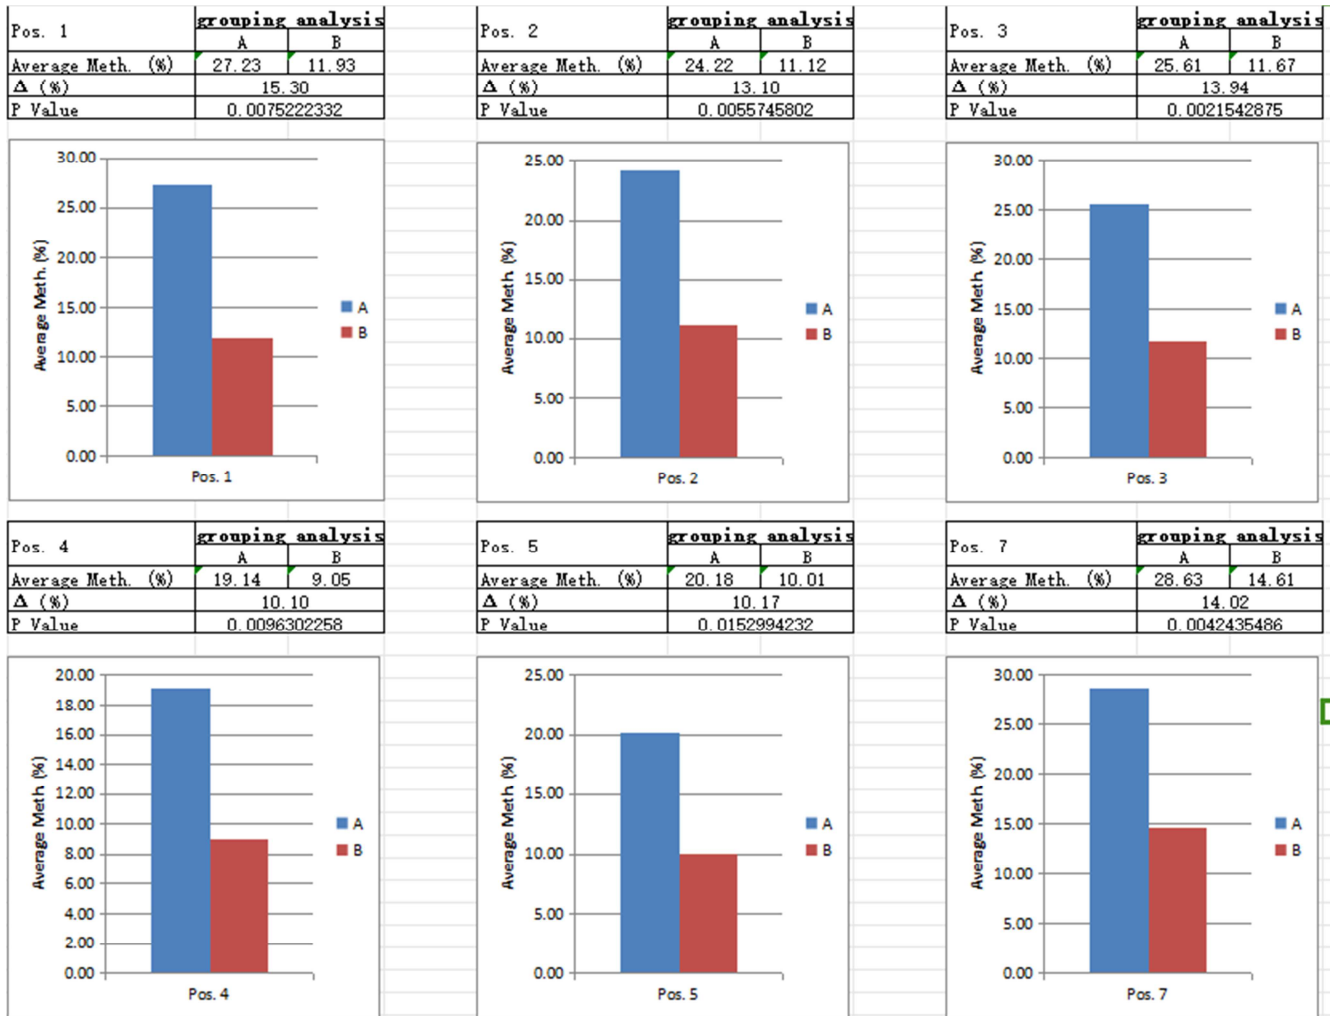 Pos. 1 grouping analysis
A B
Average Meth. (%) 27.23 11.93
Δ (%) 15.30
P Value 0.0075222332
Pos. 2 grouping analysis
A B
Average Meth. (%) 24.22 11.12
Δ (%) 13.10
P Value 0.0055745802
Pos. 3 grouping analysis
A B
Average Meth. (%) 25.61 11.67
Δ (%) 13.94
P Value 0.0021542875
30.00
25.00
20.00
15.00
10.00
5.00
0.00
Average Meth. (%)
Pos. 1
A
B
25.00
20.00
15.00
10.00
5.00
0.00
Average Meth. (%)
Pos. 2
A
B
30.00
25.00
20.00
15.00
10.00
5.00
0.00
Average Meth. (%)
Pos. 3
A
B
Pos. 4 grouping analysis
A B
Average Meth. (%) 19.14 9.05
Δ (%) 10.10
P Value 0.0096302258
Pos. 5 grouping analysis
A B
Average Meth. (%) 20.18 10.01
Δ (%) 10.17
P Value 0.0152994232
Pos. 7 grouping analysis
A B
Average Meth. (%) 28.63 14.61
Δ (%) 14.02
P Value 0.0042435486
20.00
18.00
16.00
14.00
12.00
10.00
8.00
6.00
4.00
2.00
0.00
Average Meth. (%)
Pos. 4
A
B
25.00
20.00
15.00
10.00
5.00
0.00
Average Meth. (%)
Pos. 5
A
B
30.00
25.00
20.00
15.00
10.00
5.00
0.00
Average Meth. (%)
Pos. 7
A
B